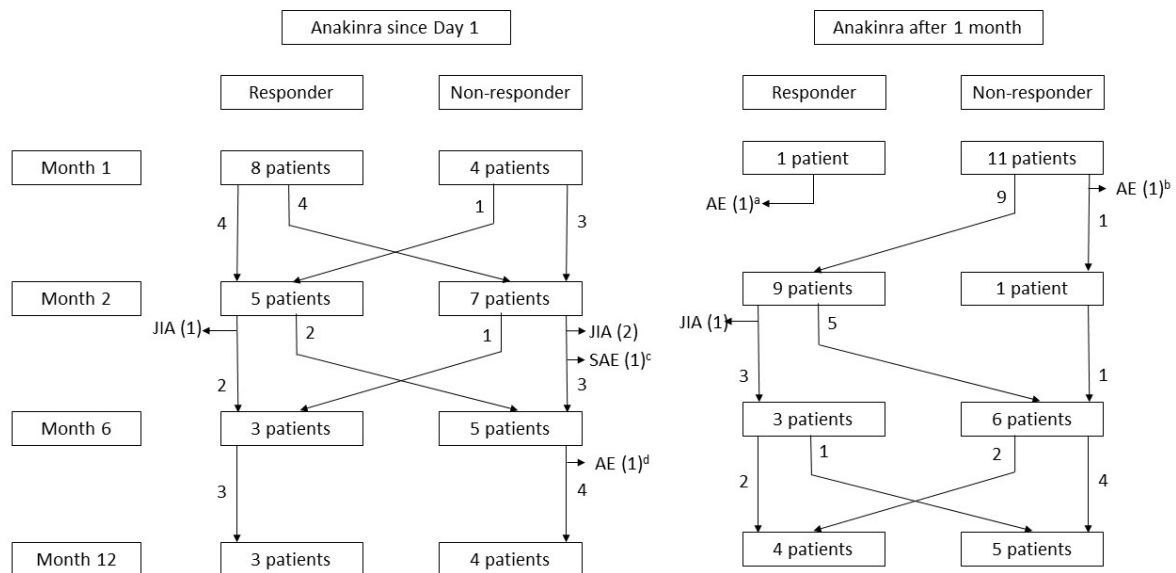 Anakinra since Day 1 Anakinra after 1 month
Responder Non-responder Responder Non-responder
Month 1 8 patients 4 patients 1 patient 11 patients
AE (1)ᵃ AE (1)ᵇ
4 4 1 3 9 1
Month 2 5 patients 7 patients 9 patients 1 patient
JIA (1) 2 1 JIA (2) JIA (1) 5
SAE (1)ᶜ
2 3 3 1
Month 6 3 patients 5 patients 3 patients 6 patients
AE (1)ᵈ 1 2
3 4 2 4
Month 12 3 patients 4 patients 4 patients 5 patients